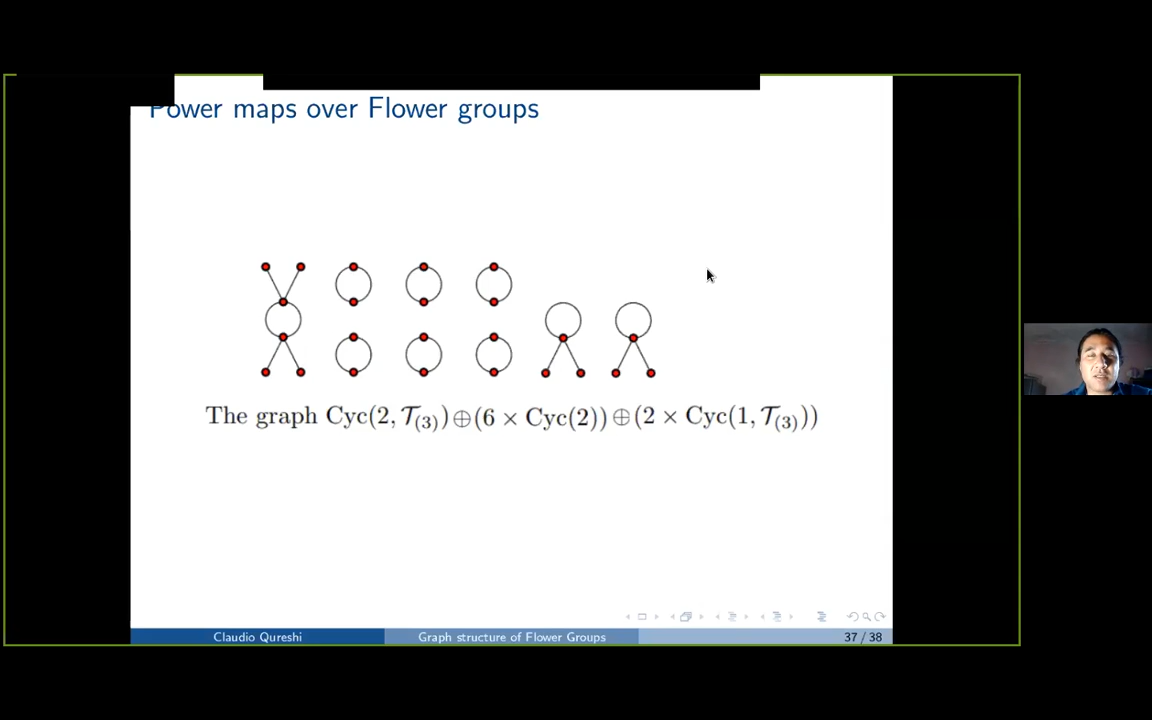 Power maps over Flower groups
The graph Cyc(2, 𝒯₍₃₎) ⊕ (6 × Cyc(2)) ⊕ (2 × Cyc(1, 𝒯₍₃₎))
Claudio Qureshi Graph structure of Flower Groups 37 / 38